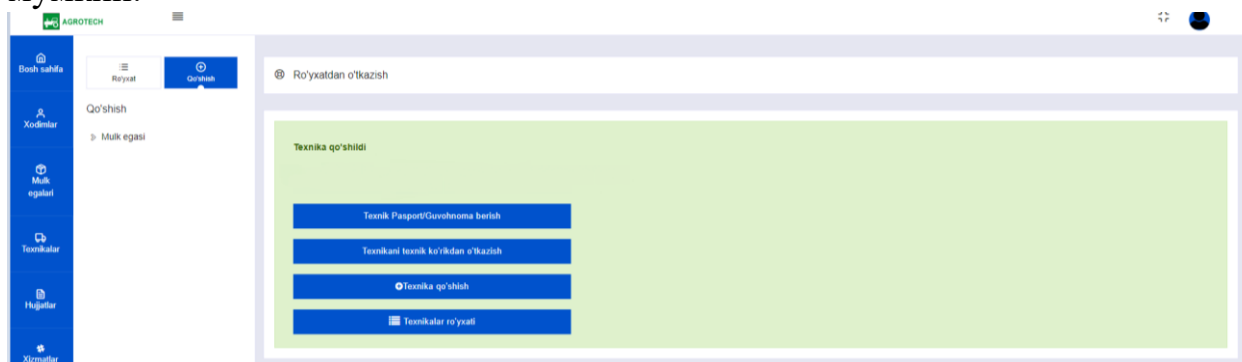 мумкин.
AGROTECH
Bosh sahifa
Xodimlar
Mulk
egalari
Texnikalar
Hujjatlar
Xizmatlar
Ro'yxat
Qo'shish
Qo'shish
Mulk egasi
Ro'yxatdan o'tkazish
Texnika qo'shildi
Texnik Pasport/Guvohnoma berish
Texnikani texnik ko'rikdan o'tkazish
Texnika qo'shish
Texnikalar ro'yxati